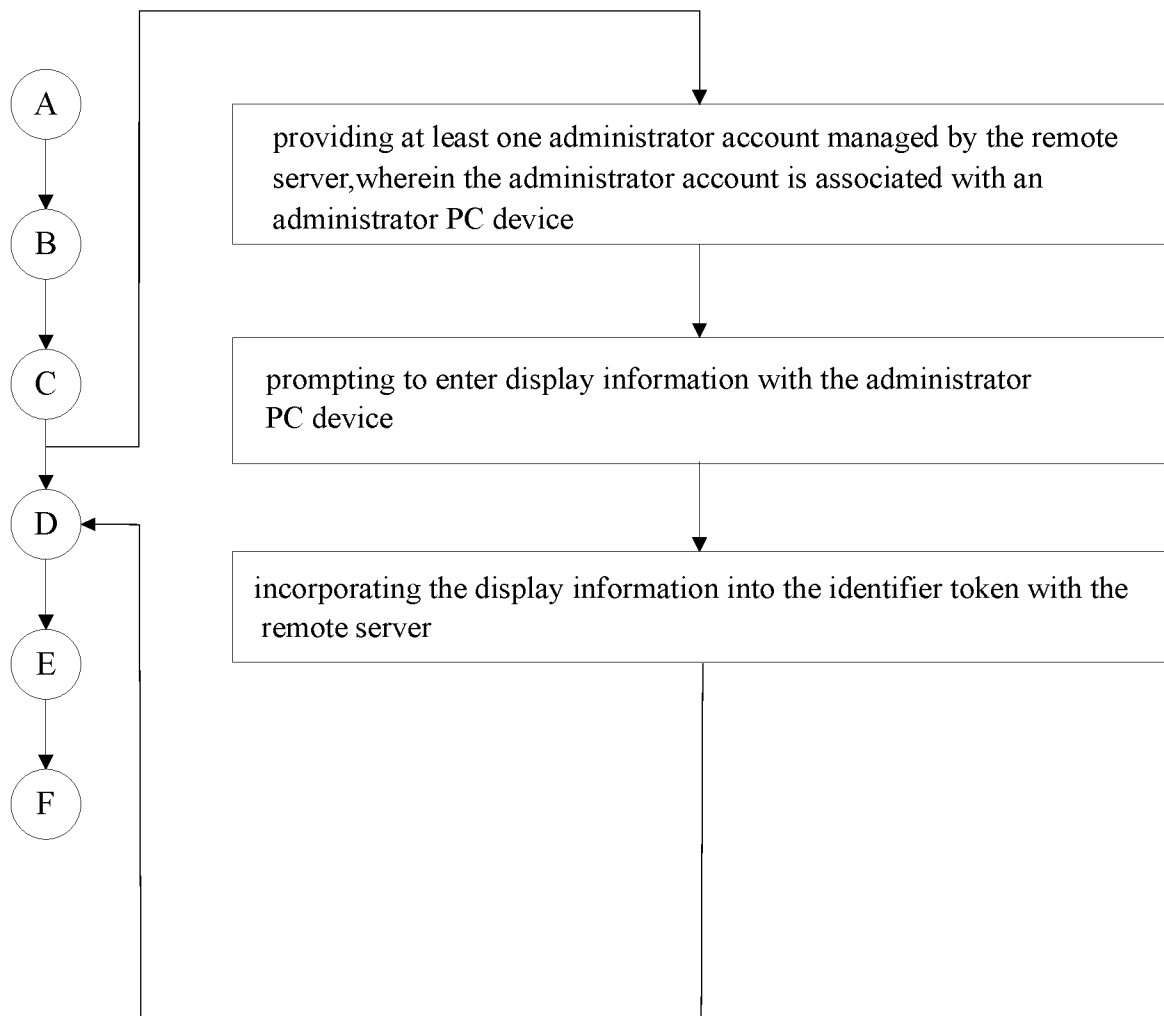 A
B
C
D
E
F
providing at least one administrator account managed by the remote
server,wherein the administrator account is associated with an
administrator PC device
prompting to enter display information with the administrator
PC device
incorporating the display information into the identifier token with the
remote server